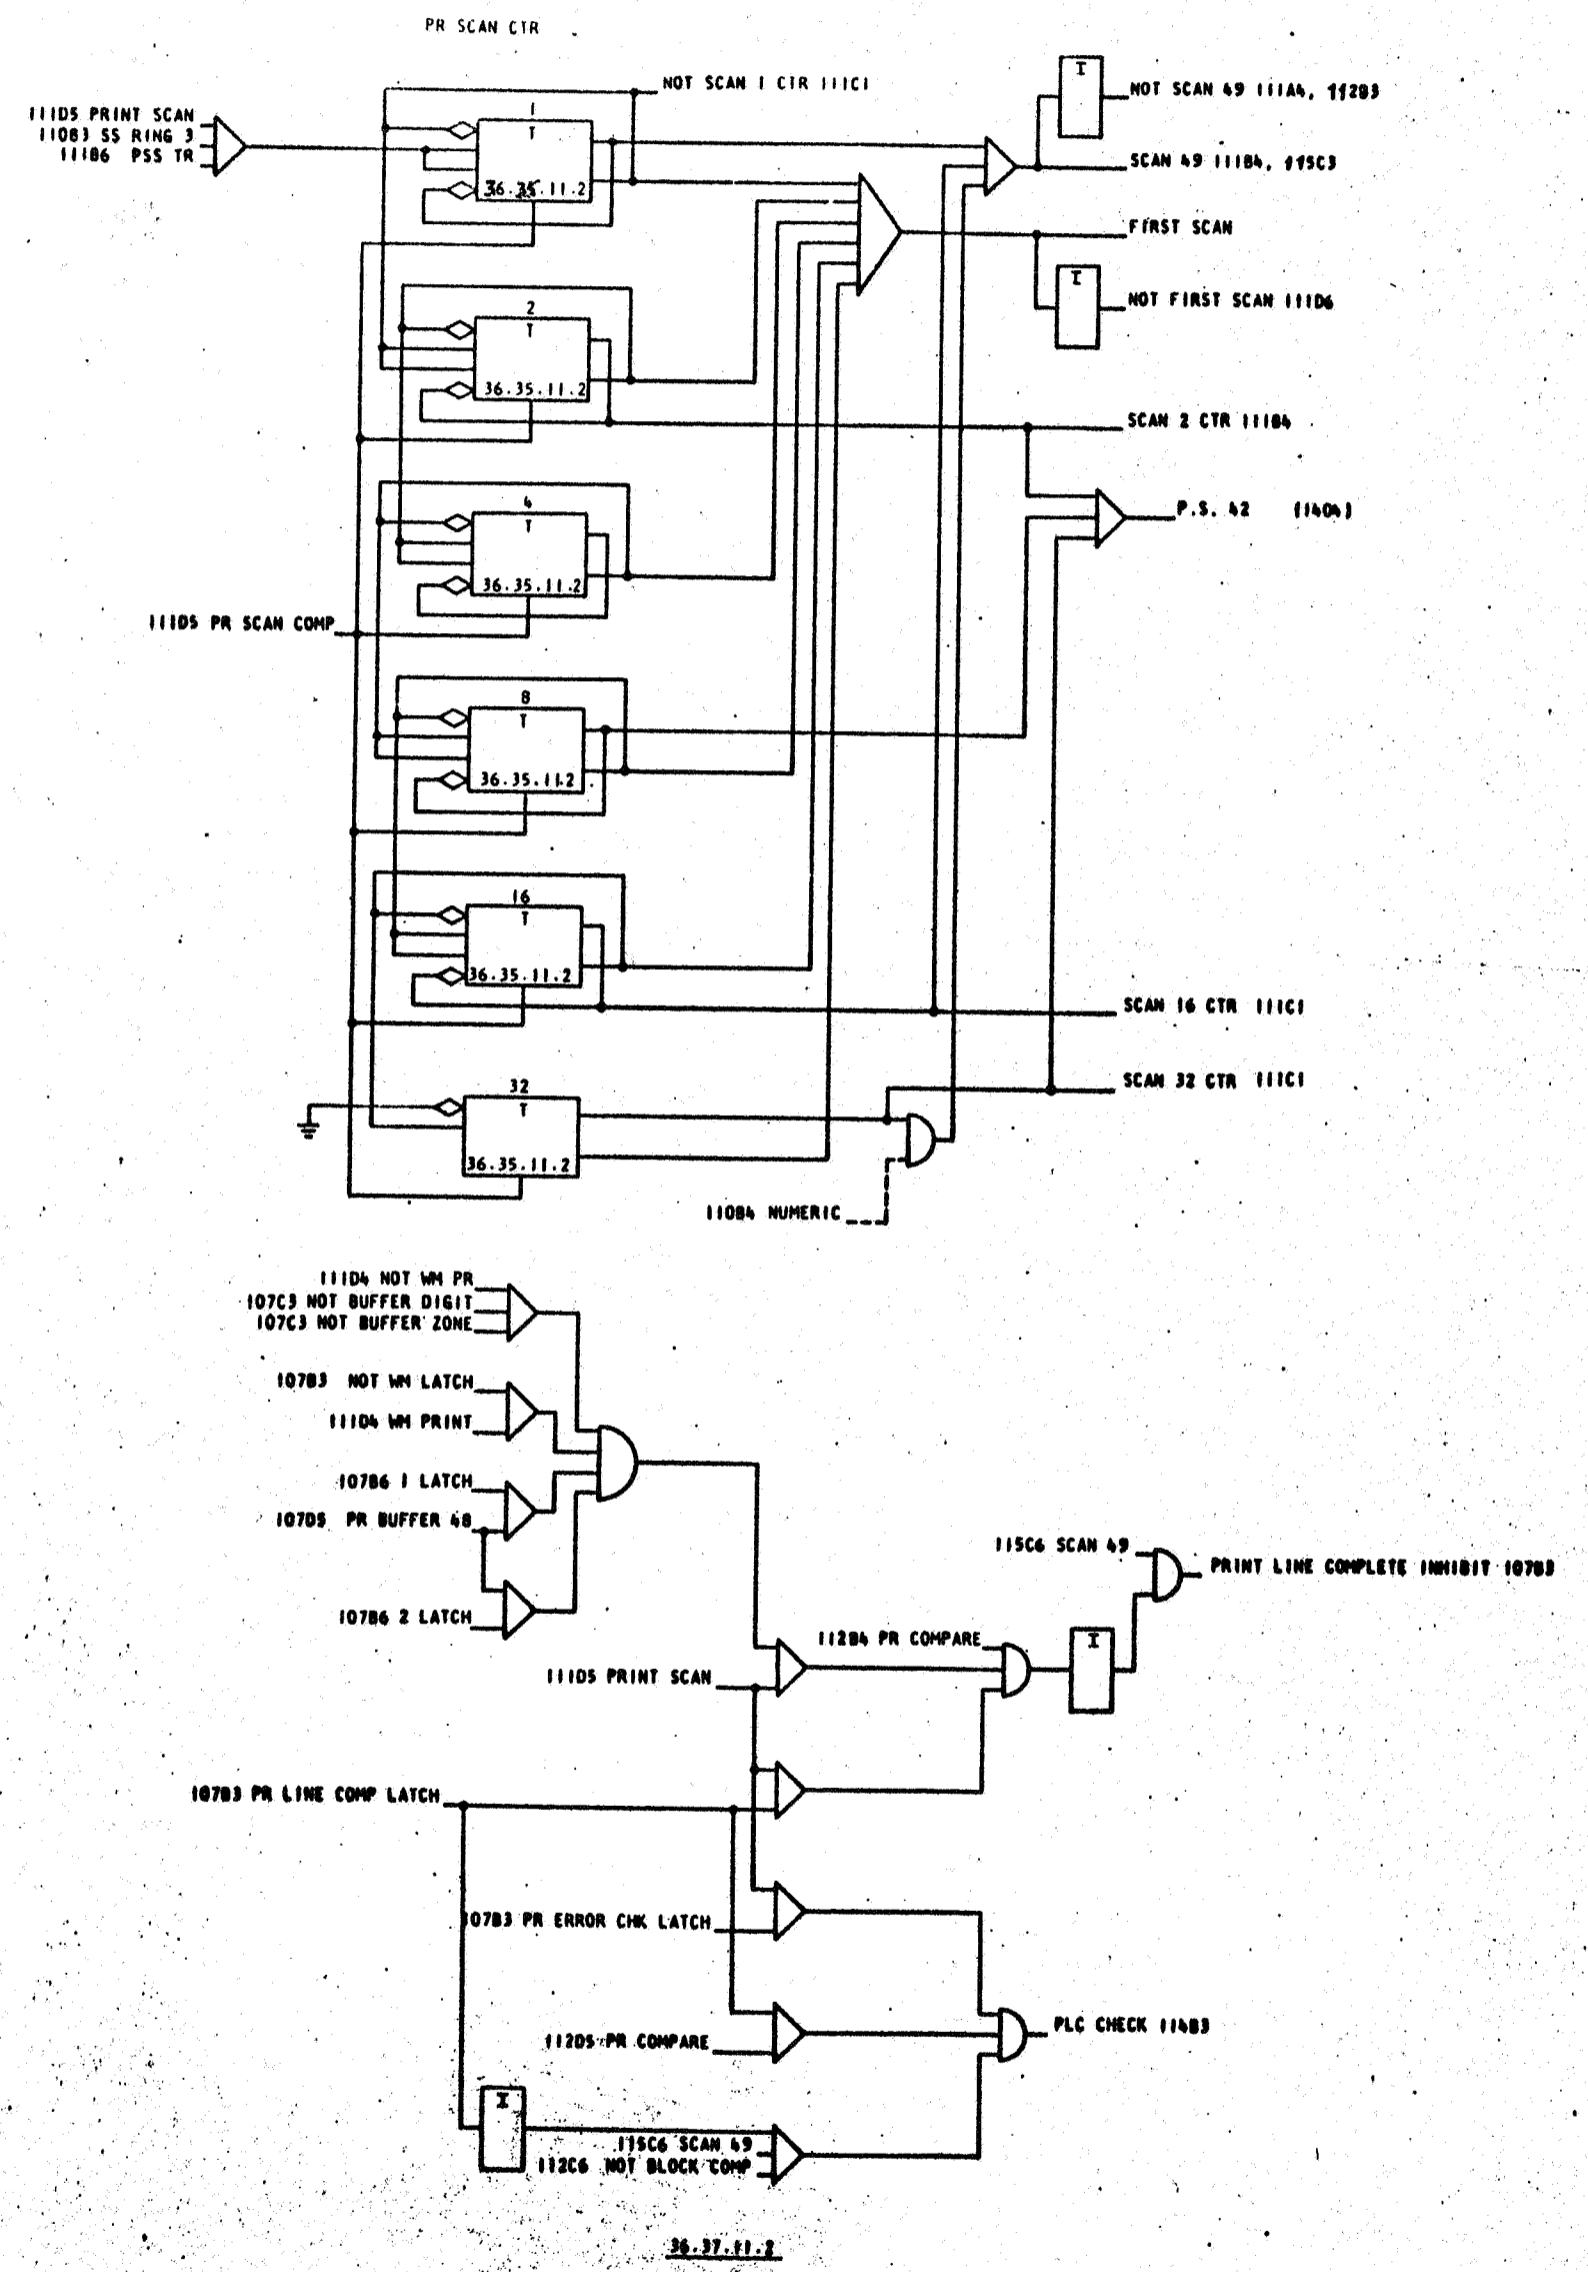 PR SCAN CTR
NOT SCAN 1 CTR 111C1
111D5 PRINT SCAN
110B3 SS RING 3
111B6 PSS TR
1
T
36.35.11.2
I
NOT SCAN 49 111A4, 112B3
SCAN 49 111B4, 115C3
FIRST SCAN
I
NOT FIRST SCAN 111D6
2
T
36.35.11.2
SCAN 2 CTR 111B4
4
T
36.35.11.2
P.S. 42 (1404)
111D5 PR SCAN COMP
8
T
36.35.11.2
16
T
36.35.11.2
SCAN 16 CTR 111C1
SCAN 32 CTR 111C1
32
T
36.35.11.2
110B4 NUMERIC
111D4 NOT WM PR
107C3 NOT BUFFER DIGIT
107C3 NOT BUFFER ZONE
107B3 NOT WM LATCH
111D4 WM PRINT
107B6 1 LATCH
107D5 PR BUFFER 48
107B6 2 LATCH
115C6 SCAN 49
PRINT LINE COMPLETE INHIBIT 107B3
112B4 PR COMPARE
I
111D5 PRINT SCAN
107B3 PR LINE COMP LATCH
107B3 PR ERROR CHK LATCH
112D5 PR COMPARE
PLC CHECK 114B3
I
115C6 SCAN 49
112C6 NOT BLOCK COMP
36.37.11.2